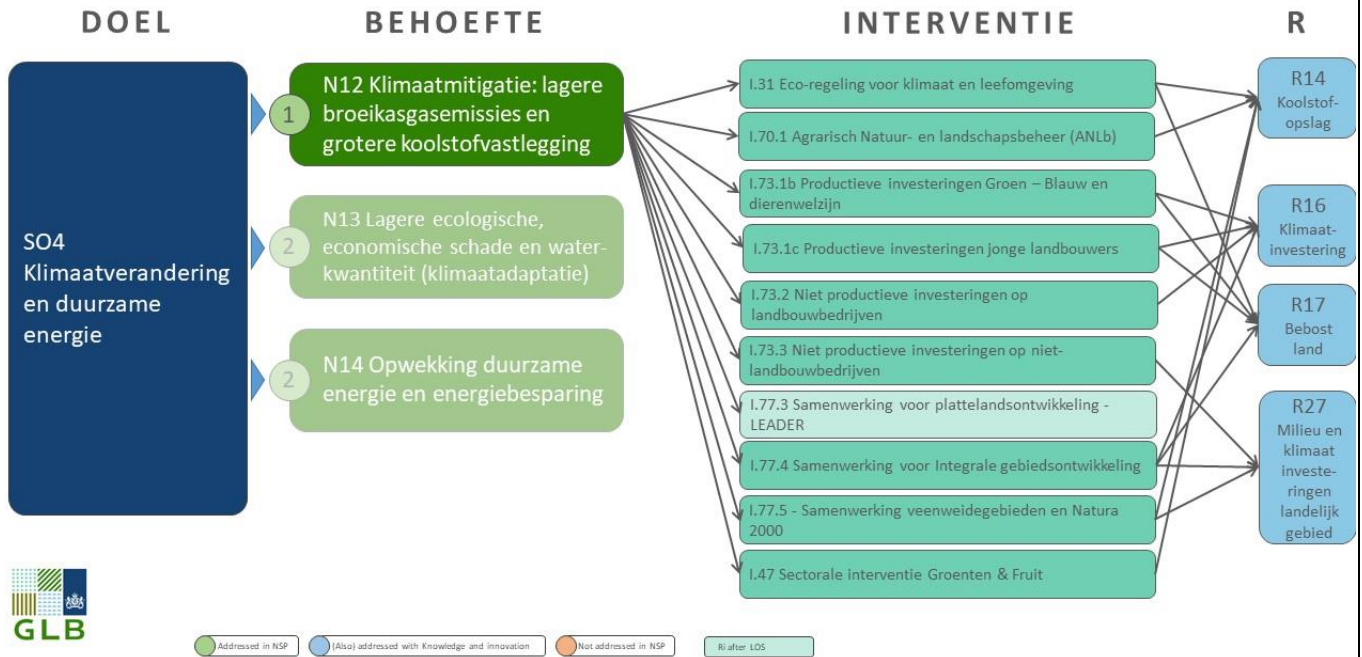 DOEL
BEHOEFTE
INTERVENTIE
R
SO4
Klimaatverandering
en duurzame
energie
1
N12 Klimaatmitigatie: lagere
broeikasgasemissies en
grotere koolstofvastlegging
2
N13 Lagere ecologische,
economische schade en water-
kwantiteit (klimaatadaptatie)
2
N14 Opwekking duurzame
energie en energiebesparing
I.31 Eco-regeling voor klimaat en leefomgeving
I.70.1 Agrarisch Natuur- en landschapsbeheer (ANLb)
I.73.1b Productieve investeringen Groen – Blauw en
dierenwelzijn
I.73.1c Productieve investeringen jonge landbouwers
I.73.2 Niet productieve investeringen op
landbouwbedrijven
I.73.3 Niet productieve investeringen op niet-
landbouwbedrijven
I.77.3 Samenwerking voor plattelandsontwikkeling -
LEADER
I.77.4 Samenwerking voor Integrale gebiedsontwikkeling
I.77.5 - Samenwerking veenweidegebieden en Natura
2000
I.47 Sectorale interventie Groenten & Fruit
R14
Koolstof-
opslag
R16
Klimaat-
investering
R17
Bebost
land
R27
Milieu en
klimaat
investe-
ringen
landelijk
gebied
GLB
Addressed in NSP
(Also) addressed with Knowledge and innovation
Not addressed in NSP
Ri after LOS